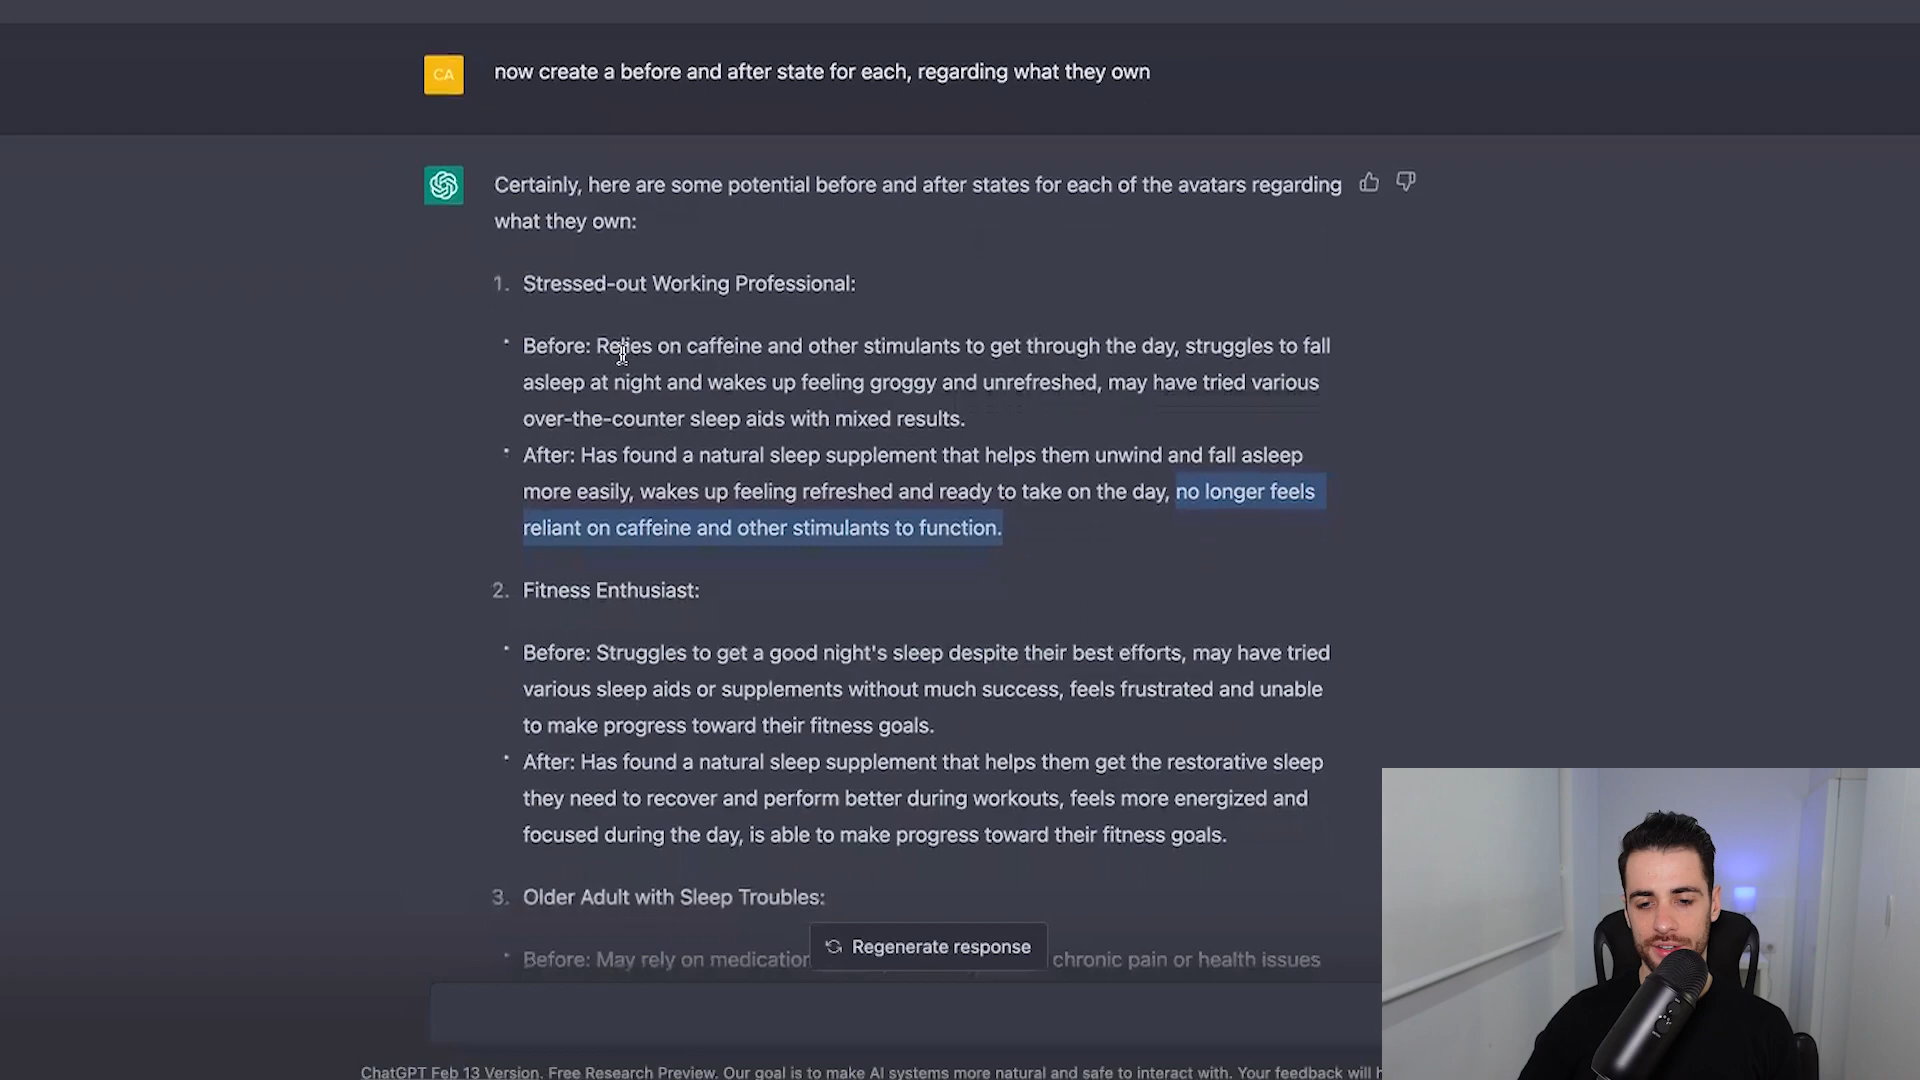 CA
now create a before and after state for each, regarding what they own
Certainly, here are some potential before and after states for each of the avatars regarding
what they own:
1. Stressed-out Working Professional:
• Before: Relies on caffeine and other stimulants to get through the day, struggles to fall
asleep at night and wakes up feeling groggy and unrefreshed, may have tried various
over-the-counter sleep aids with mixed results.
• After: Has found a natural sleep supplement that helps them unwind and fall asleep
more easily, wakes up feeling refreshed and ready to take on the day, no longer feels
reliant on caffeine and other stimulants to function.
2. Fitness Enthusiast:
• Before: Struggles to get a good night's sleep despite their best efforts, may have tried
various sleep aids or supplements without much success, feels frustrated and unable
to make progress toward their fitness goals.
• After: Has found a natural sleep supplement that helps them get the restorative sleep
they need to recover and perform better during workouts, feels more energized and
focused during the day, is able to make progress toward their fitness goals.
3. Older Adult with Sleep Troubles:
Regenerate response
• Before: May rely on medication chronic pain or health issues
ChatGPT Feb 13 Version. Free Research Preview. Our goal is to make AI systems more natural and safe to interact with. Your feedback will